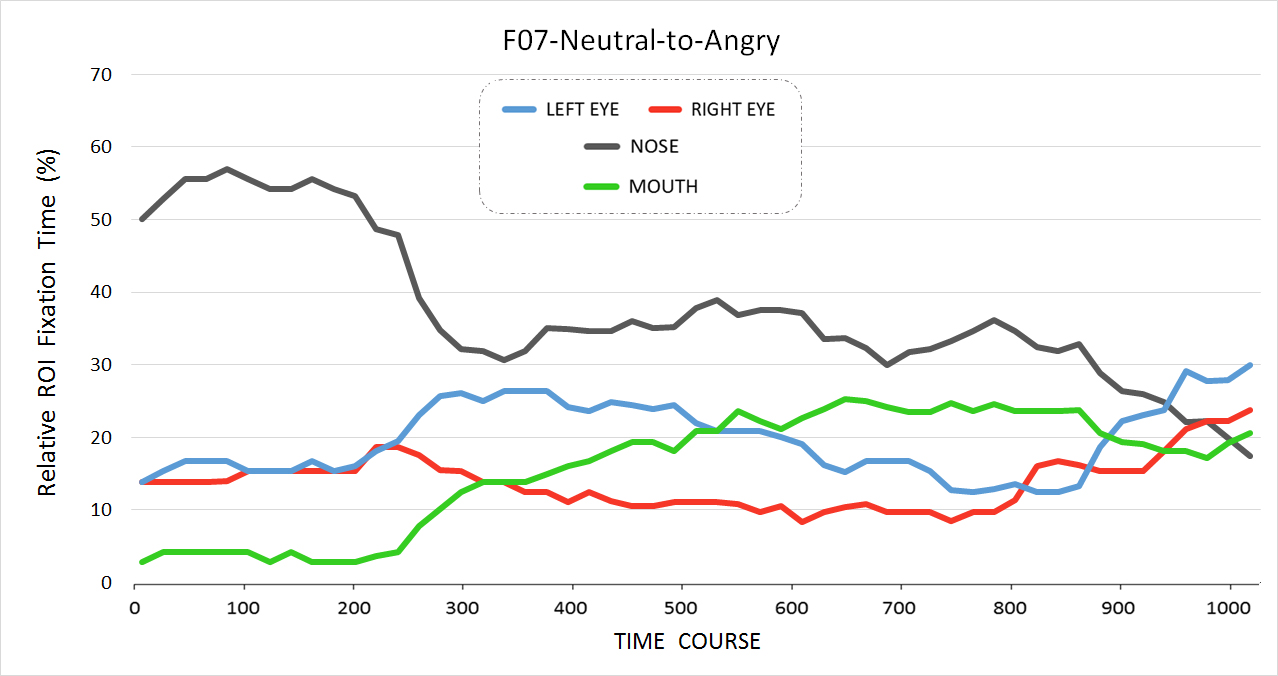 F07-Neutral-to-Angry
70
60
50
40
30
20
10
0
Relative ROI Fixation Time (%)
LEFT EYE RIGHT EYE
NOSE
MOUTH
0 100 200 300 400 500 600 700 800 900 1000
TIME COURSE